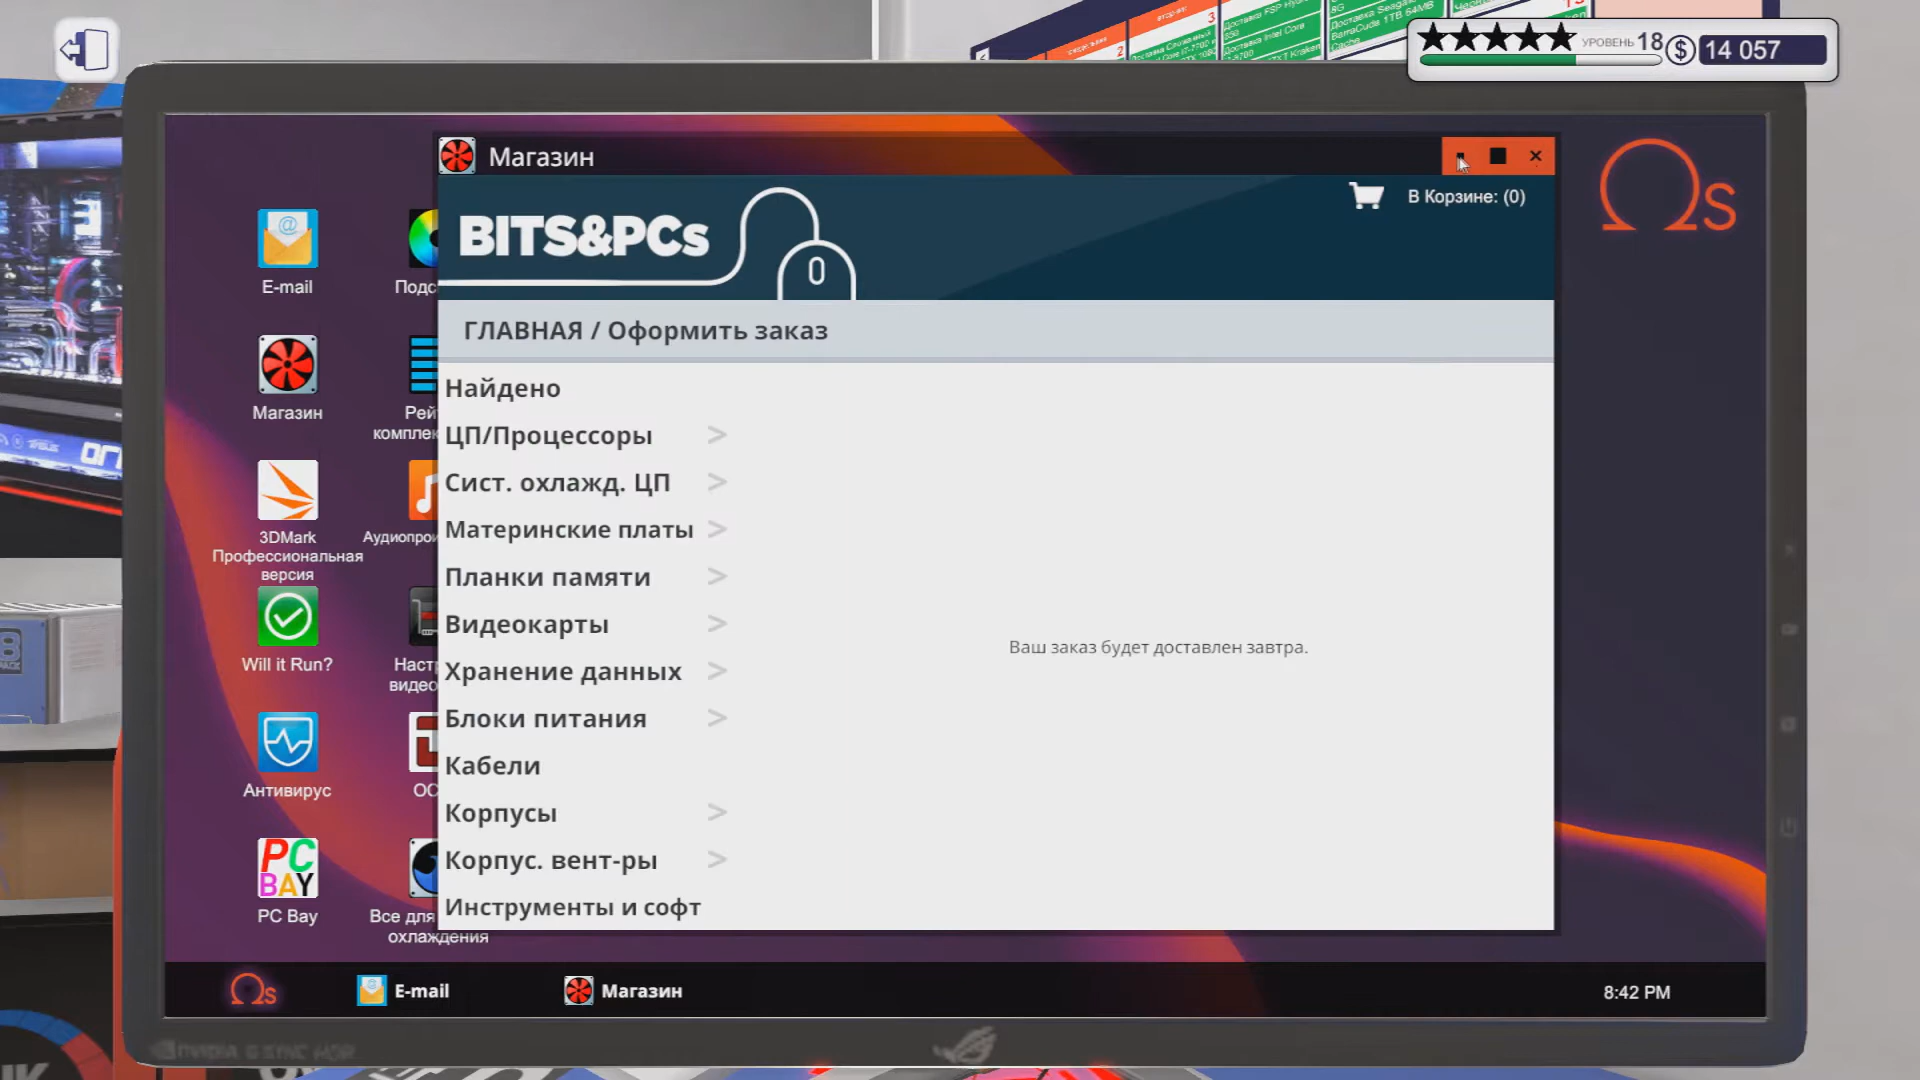 УРОВЕНЬ 18
14 057
Магазин
В Корзине: (0)
BITS&PCs
ГЛАВНАЯ / Оформить заказ
Найдено
ЦП/Процессоры >
Сист. охлажд. ЦП >
Материнские платы >
Планки памяти >
Видеокарты >
Хранение данных >
Блоки питания >
Кабели
Корпусы >
Корпус. вент-ры >
Инструменты и софт
Ваш заказ будет доставлен завтра.
E-mail
Магазин
3DMark
Профессиональная
версия
Will it Run?
Антивирус
PC Bay
PC
BAY
Все для
охлаждения
Ωs
E-mail
Магазин
8:42 PM